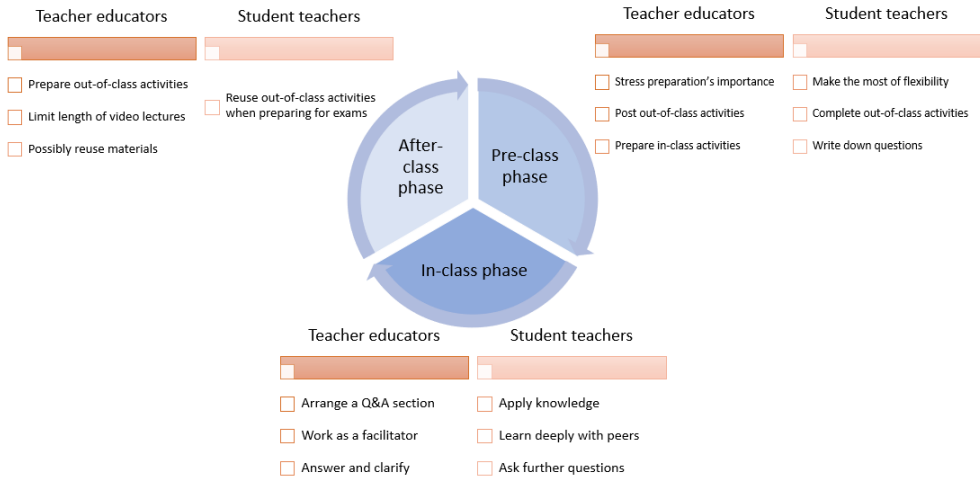 Teacher educators
Student teachers
Prepare out-of-class activities
Limit length of video lectures
Possibly reuse materials
Reuse out-of-class activities
when preparing for exams
Teacher educators
Student teachers
Stress preparation's importance
Post out-of-class activities
Prepare in-class activities
Make the most of flexibility
Complete out-of-class activities
Write down questions
After-
class
phase
Pre-class
phase
In-class phase
Teacher educators
Student teachers
Arrange a Q&A section
Work as a facilitator
Answer and clarify
Apply knowledge
Learn deeply with peers
Ask further questions